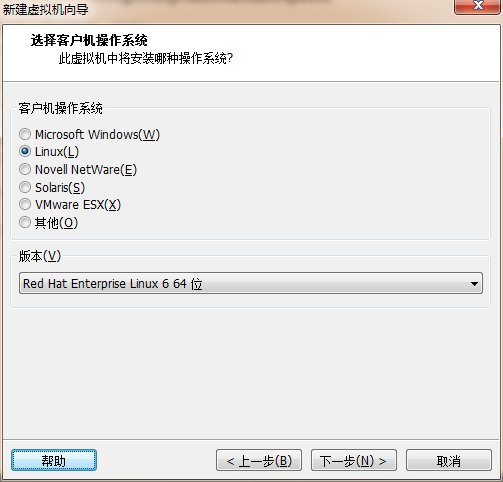 新建虚拟机向导
选择客户机操作系统
此虚拟机中将安装哪种操作系统?
客户机操作系统
Microsoft Windows(W)
Linux(L)
Novell NetWare(E)
Solaris(S)
VMware ESX(X)
其他(O)
版本(V)
Red Hat Enterprise Linux 6 64 位
帮助
< 上一步(B)
下一步(N) >
取消